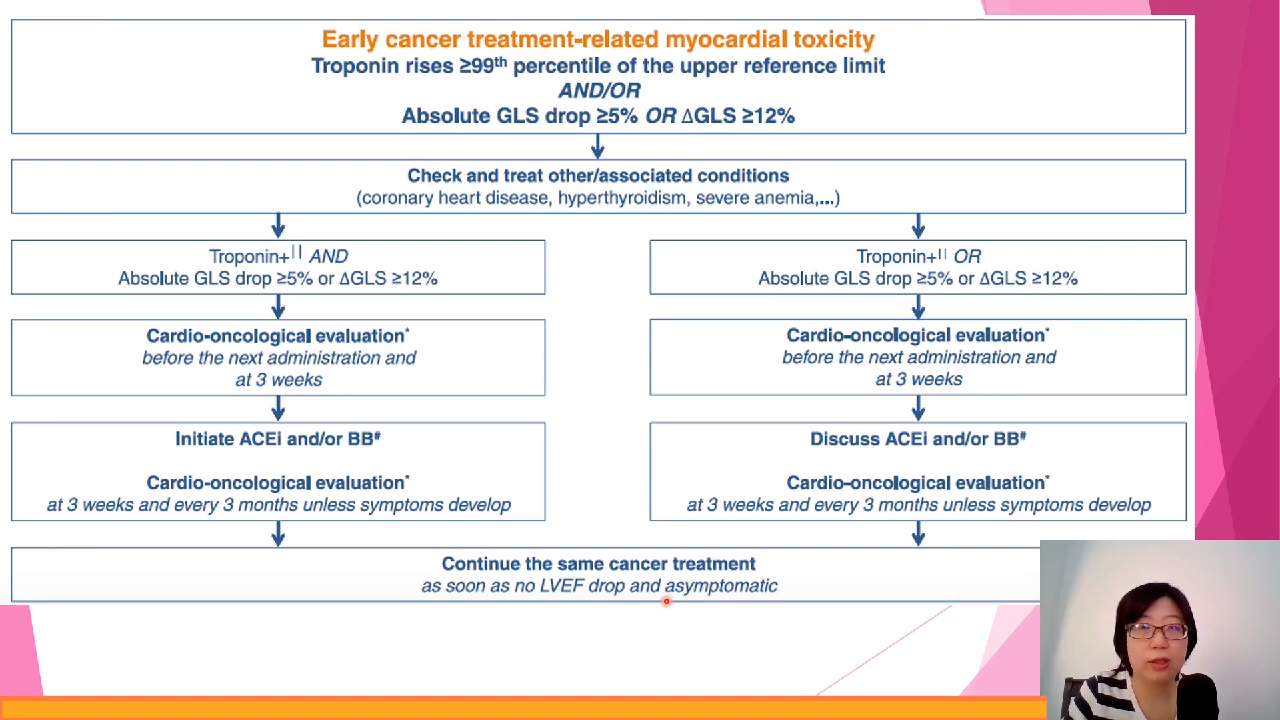 Early cancer treatment-related myocardial toxicity
Troponin rises ≥99th percentile of the upper reference limit
AND/OR
Absolute GLS drop ≥5% OR ΔGLS ≥12%
Check and treat other/associated conditions
(coronary heart disease, hyperthyroidism, severe anemia,...)
Troponin+|| AND
Absolute GLS drop ≥5% or ΔGLS ≥12%
Cardio-oncological evaluation*
before the next administration and
at 3 weeks
Initiate ACEi and/or BB#
Cardio-oncological evaluation*
at 3 weeks and every 3 months unless symptoms develop
Troponin+|| OR
Absolute GLS drop ≥5% or ΔGLS ≥12%
Cardio-oncological evaluation*
before the next administration and
at 3 weeks
Discuss ACEi and/or BB#
Cardio-oncological evaluation*
at 3 weeks and every 3 months unless symptoms develop
Continue the same cancer treatment
as soon as no LVEF drop and asymptomatic